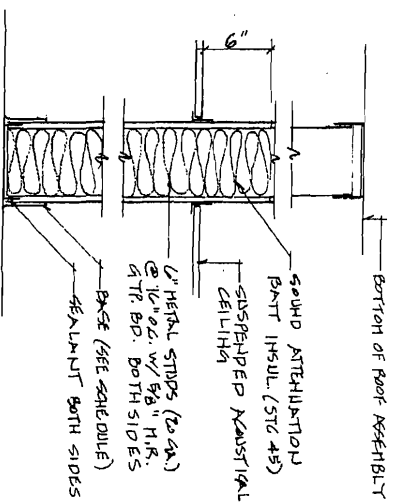 BOTTOM OF ROOF ASSEMBLY
6"
SOUND ATTENUATION
BATT INSUL. (STC 45)
SUSPENDED ACOUSTICAL
CEILING
6" METAL STUDS (20 GA.)
@ 16" O.C. W/ 5/8" M.R.
GYP. BD. BOTH SIDES
BASE (SEE SCHEDULE)
SEALANT BOTH SIDES